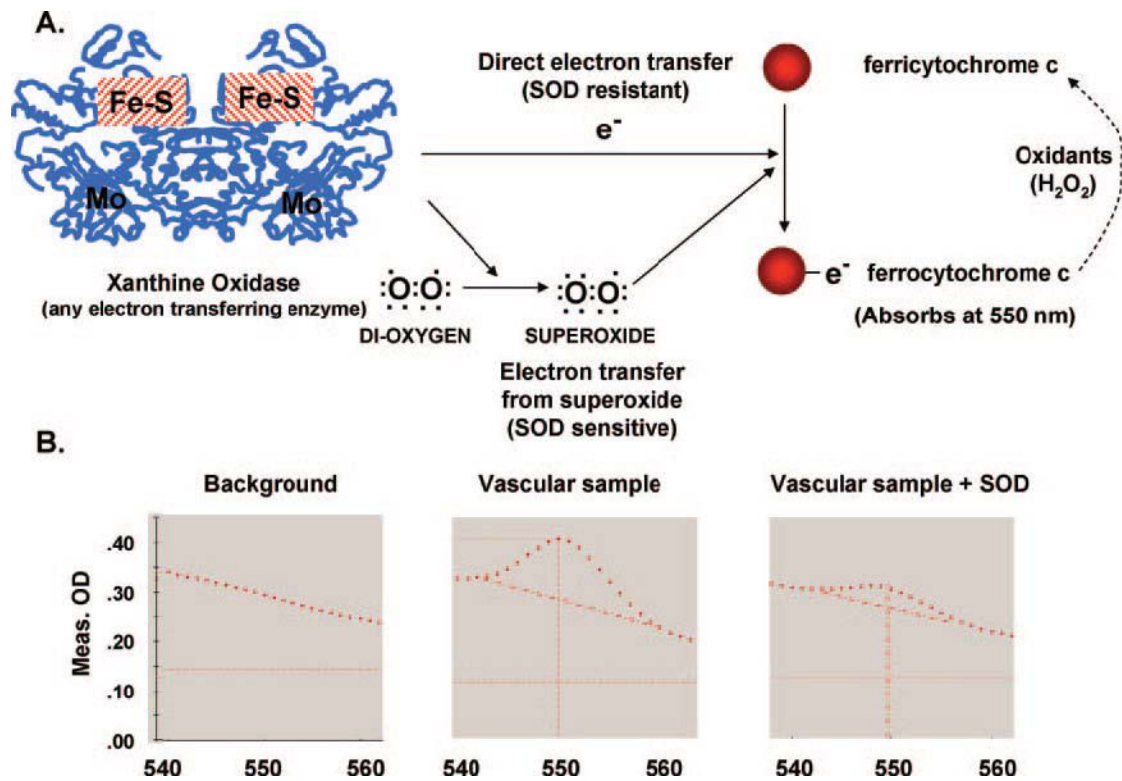 A.
Fe-S
Fe-S
Mo
Mo
Xanthine Oxidase
(any electron transferring enzyme)
Direct electron transfer
(SOD resistant)
e-
ferricytochrome c
Oxidants
(H₂O₂)
e- ferrocytochrome c
(Absorbs at 550 nm)
:O:O:
:O:O:
DI-OXYGEN
SUPEROXIDE
Electron transfer
from superoxide
(SOD sensitive)
B.
Background
Vascular sample
Vascular sample + SOD
Meas. OD
.40
.30
.20
.10
.00
540 550 560
540 550 560
540 550 560